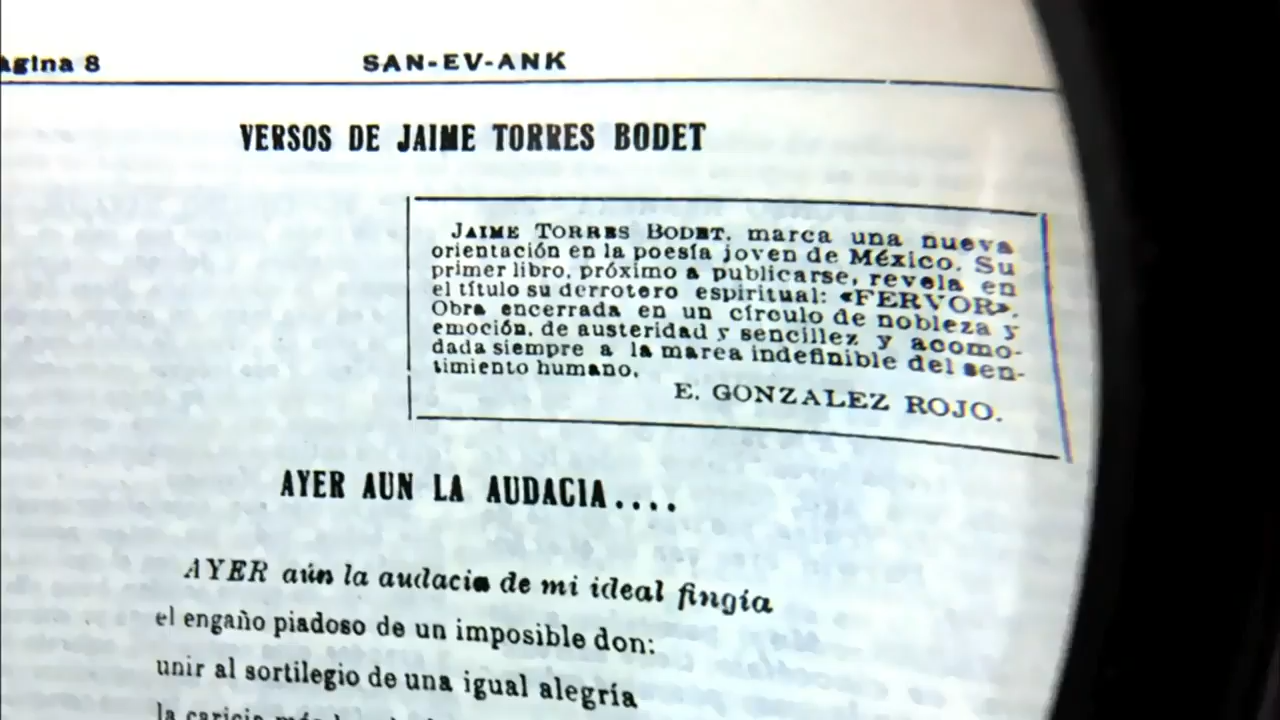 agina 8
SAN-EV-ANK
VERSOS DE JAIME TORRES BODET
JAIME TORRES BODET, marca una nueva
orientación en la poesía joven de México. Su
primer libro, próximo a publicarse, revela en
el título su derrotero espiritual: «FERVOR».
Obra encerrada en un círculo de nobleza y
emoción, de austeridad y sencillez y acomo-
dada siempre a la marea indefinible del sen-
timiento humano.
E. GONZALEZ ROJO.
AYER AUN LA AUDACIA....
AYER aún la audacia de mi ideal fingía
el engaño piadoso de un imposible don:
unir al sortilegio de una igual alegría
la caricia